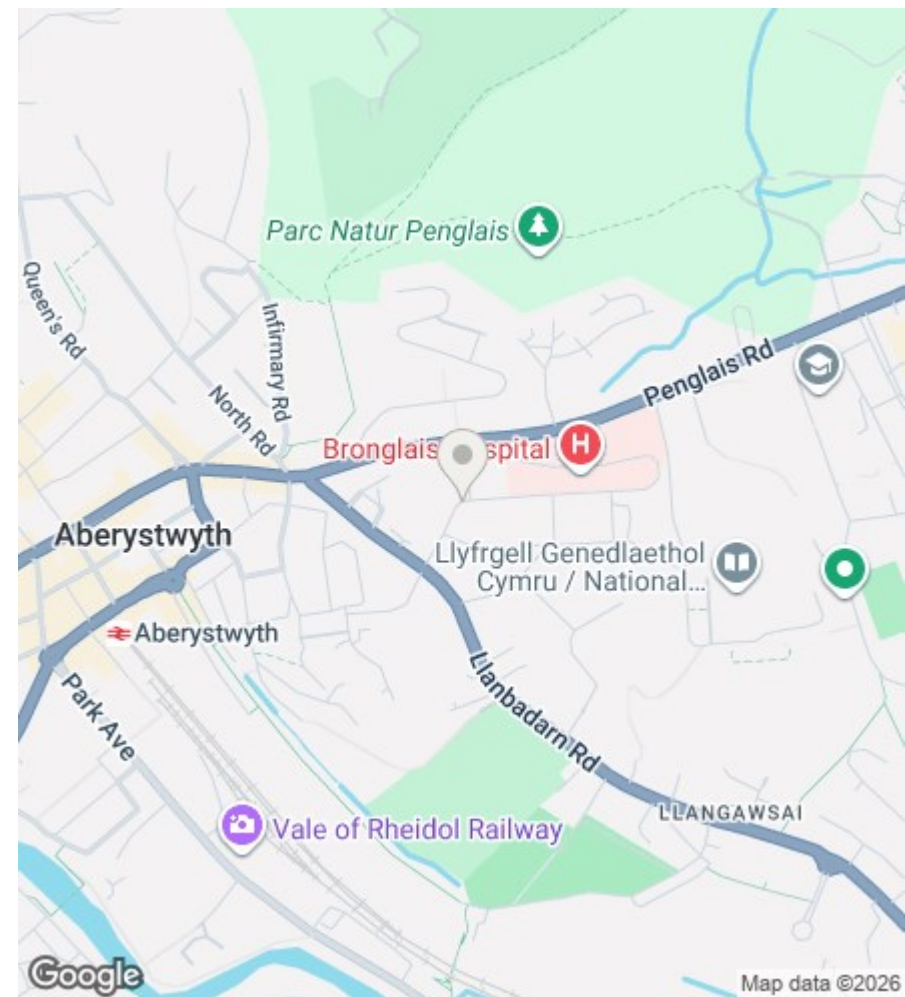 Parc Natur Penglais
Queen's Rd
Infirmary Rd
North Rd
Penglais Rd
Bronglais
spital
Aberystwyth
Llyfrgell Genedlaethol
Cymru / National...
Aberystwyth
Park Ave
Llanbadarn Rd
LLANGAWSAI
Vale of Rheidol Railway
Google
Map data ©2026